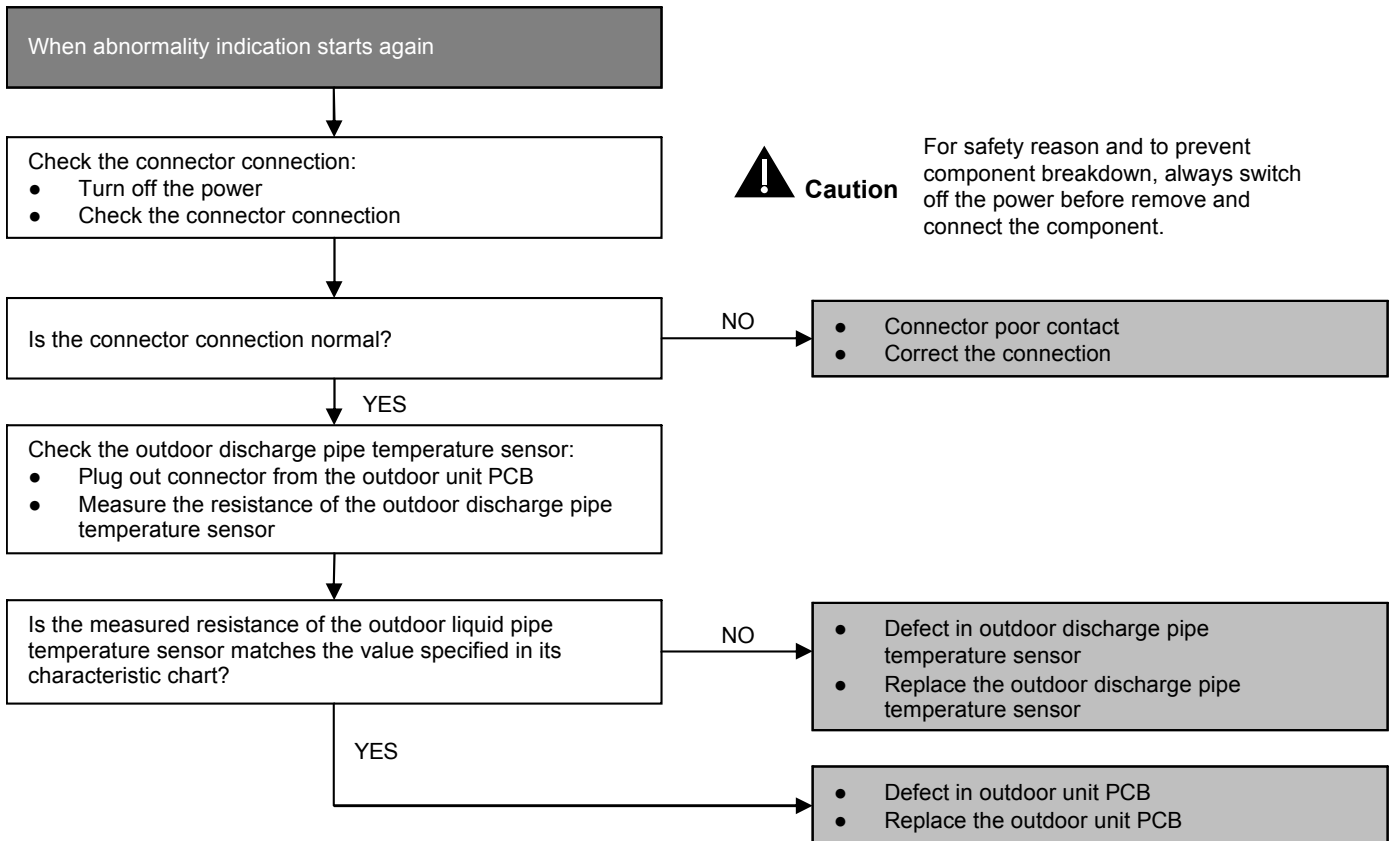 When abnormality indication starts again
Check the connector connection:
● Turn off the power
● Check the connector connection
Caution
For safety reason and to prevent
component breakdown, always switch
off the power before remove and
connect the component.
Is the connector connection normal?
NO
● Connector poor contact
● Correct the connection
YES
Check the outdoor discharge pipe temperature sensor:
● Plug out connector from the outdoor unit PCB
● Measure the resistance of the outdoor discharge pipe
temperature sensor
Is the measured resistance of the outdoor liquid pipe
temperature sensor matches the value specified in its
characteristic chart?
NO
● Defect in outdoor discharge pipe
temperature sensor
● Replace the outdoor discharge pipe
temperature sensor
YES
● Defect in outdoor unit PCB
● Replace the outdoor unit PCB